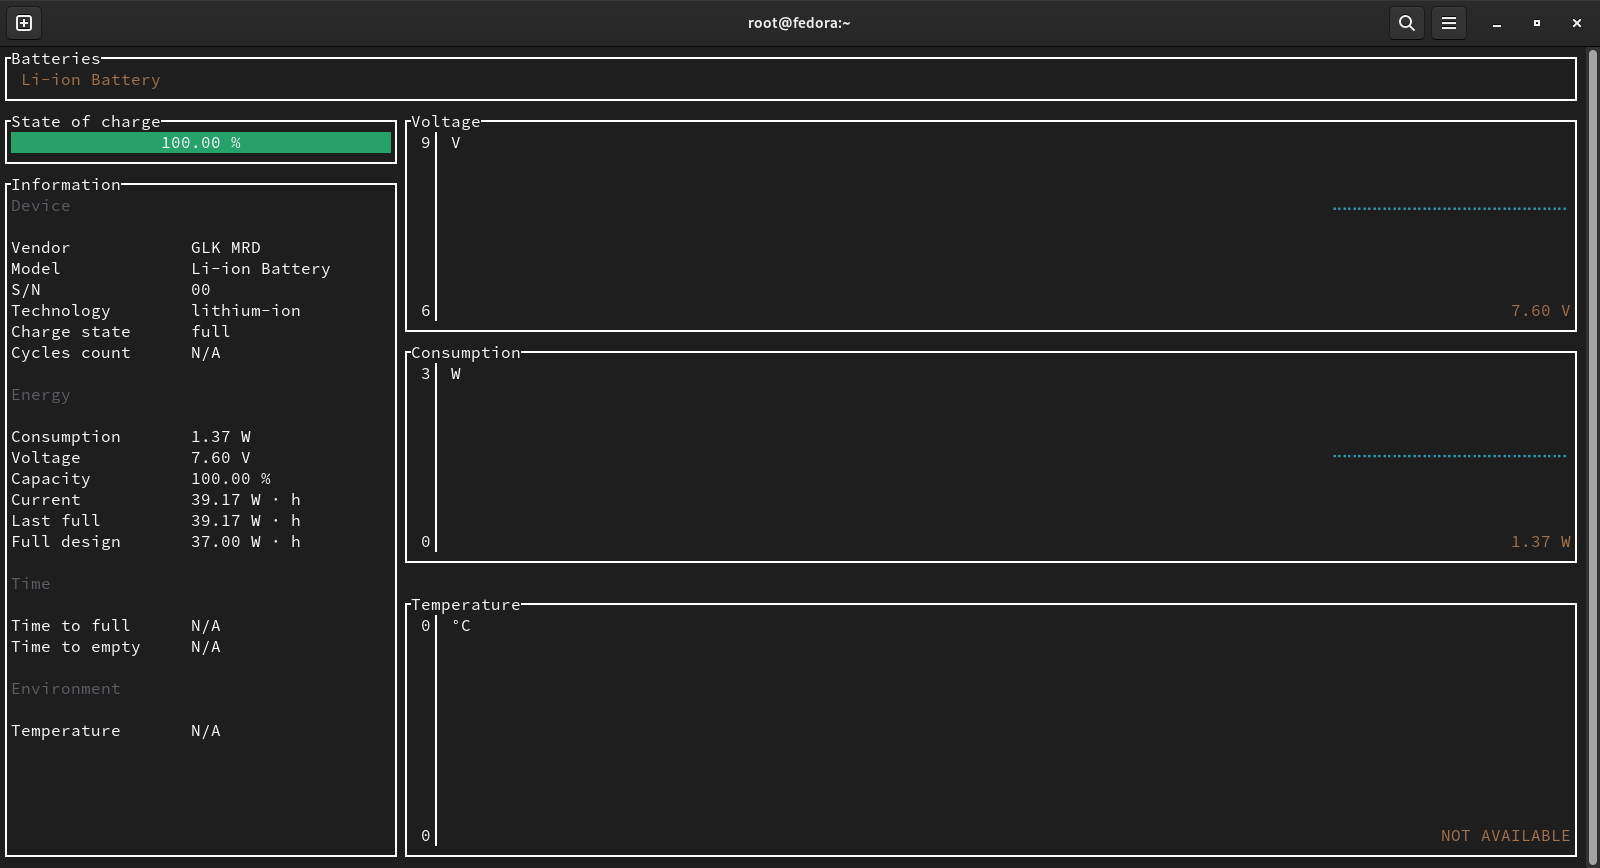 root@fedora:~
Batteries
Li-ion Battery
State of charge
100.00 %
Information
Device
Vendor GLK MRD
Model Li-ion Battery
S/N 00
Technology lithium-ion
Charge state full
Cycles count N/A
Energy
Consumption 1.37 W
Voltage 7.60 V
Capacity 100.00 %
Current 39.17 W · h
Last full 39.17 W · h
Full design 37.00 W · h
Time
Time to full N/A
Time to empty N/A
Environment
Temperature N/A
Voltage
9 V
6
7.60 V
Consumption
3 W
0
1.37 W
Temperature
0 °C
0
NOT AVAILABLE